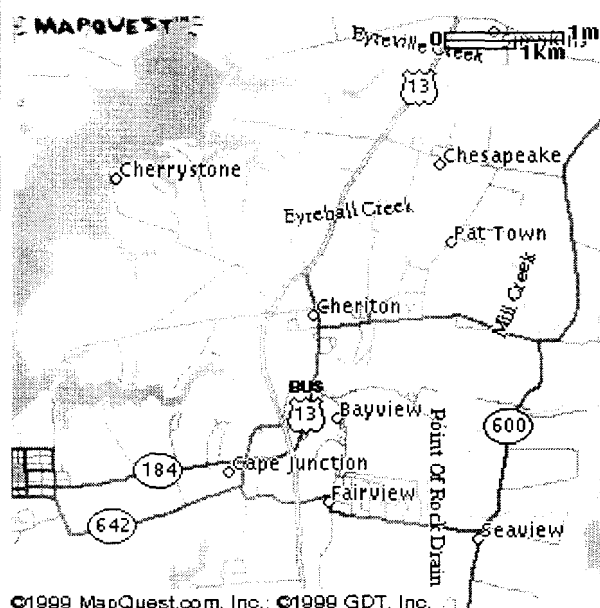 MAPQUEST
Eyreville Creek
0
1m
1km
13
Chesapeake
Cherrystone
Eyrehall Creek
Pat Town
Mill Creek
Cheriton
BUS
13
Bayview
600
Point Of Rock Drain
184
Cape Junction
Fairview
642
Seaview
©1999 MapQuest.com, Inc.; ©1999 GDT, Inc.